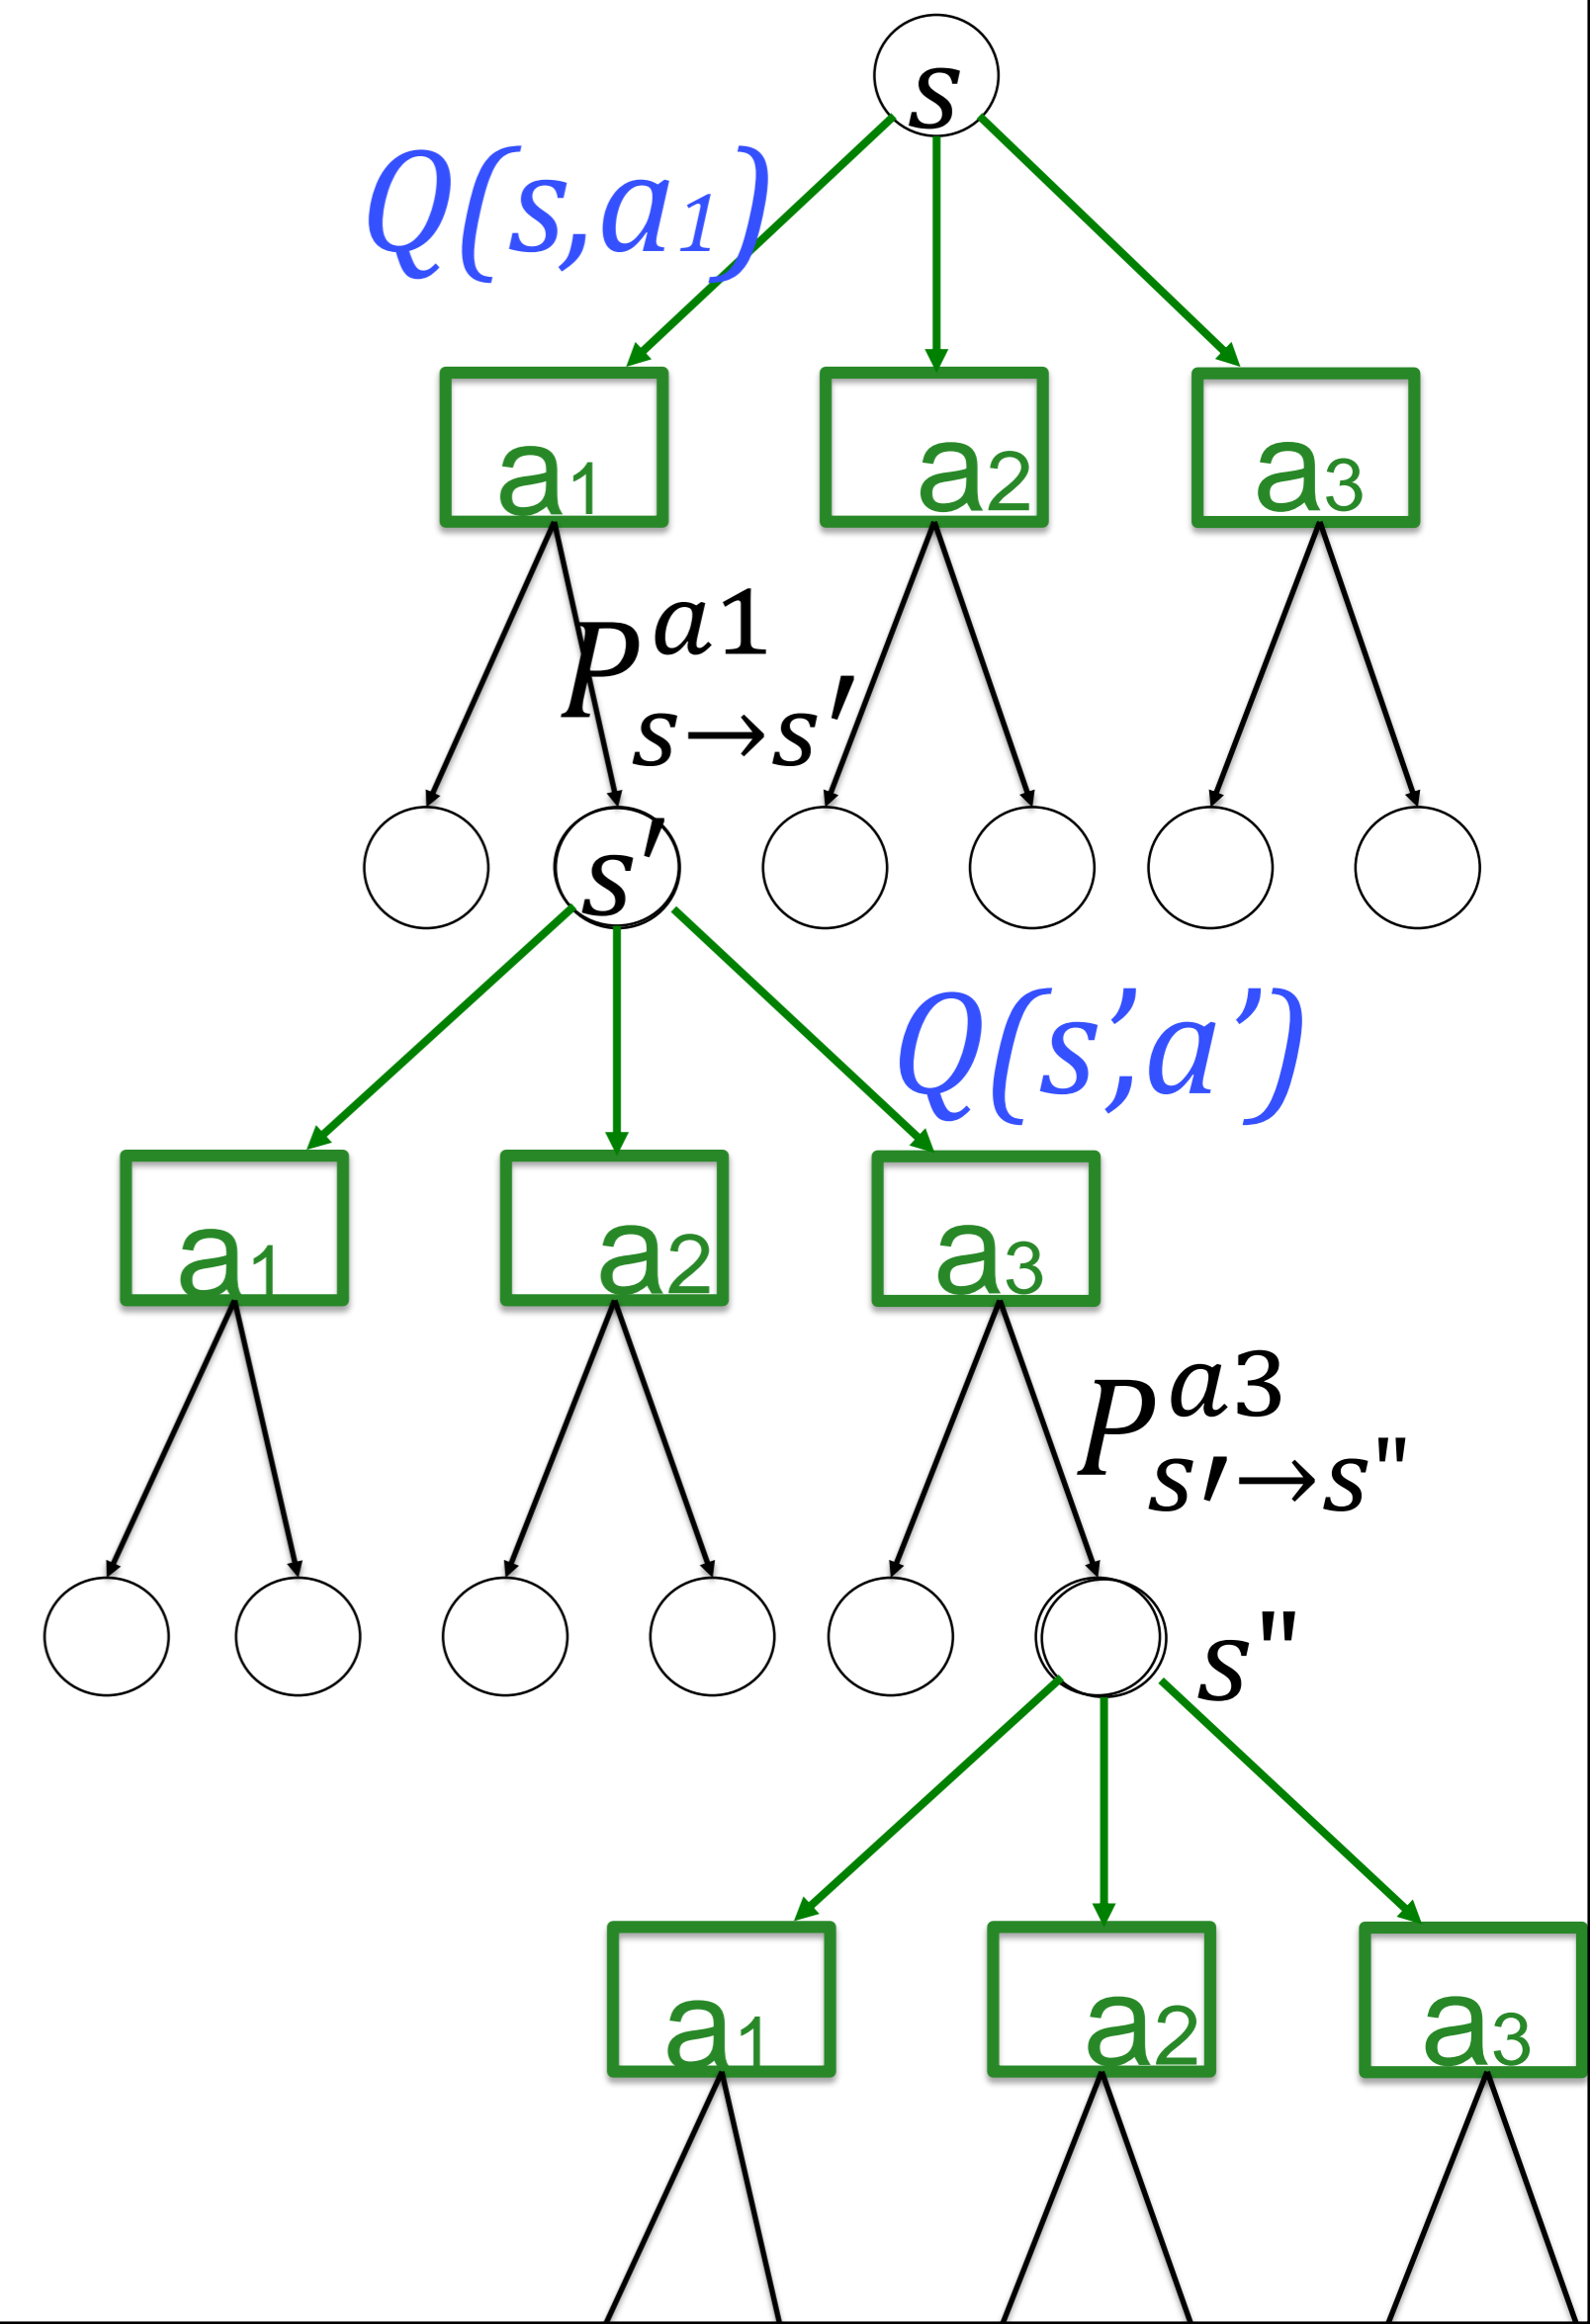 s
Q(s,a1)
a1
a2
a3
P^{a1}_{s→s'}
s'
Q(s',a')
a1
a2
a3
P^{a3}_{s'→s"}
s"
a1
a2
a3